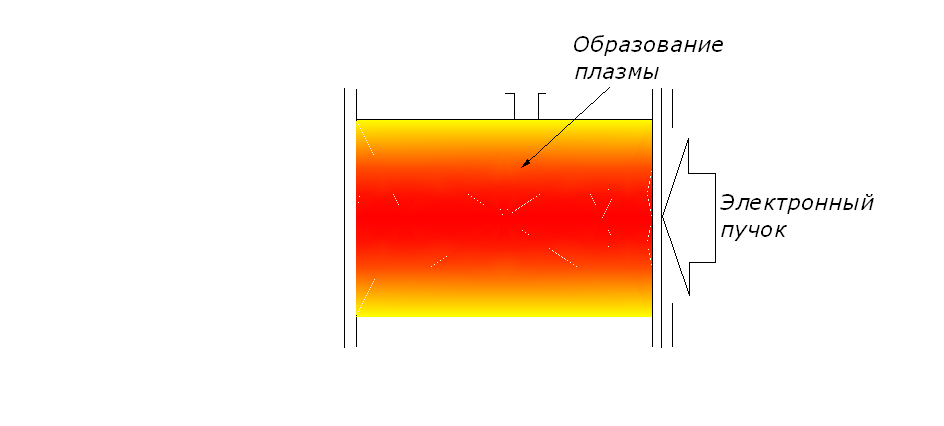 Образование
плазмы
Электронный
пучок